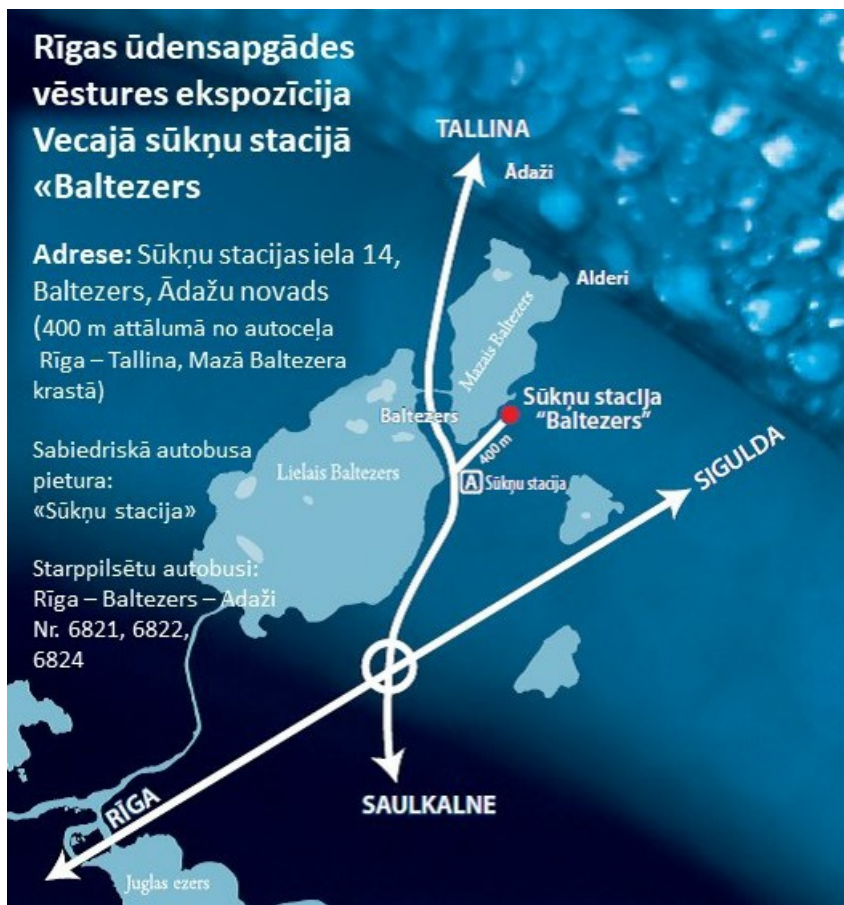 Rīgas ūdensapgādes
vēstures ekspozīcija
Vecajā sūkņu stacijā
«Baltezers
Adrese: Sūkņu stacijas iela 14,
Baltezers, Ādažu novads
(400 m attālumā no autoceļa
Rīga – Tallina, Mazā Baltezera
krastā)
Sabiedriskā autobusa
pietura:
«Sūkņu stacija»
Starppilsētu autobusi:
Rīga – Baltezers – Adaži
Nr. 6821, 6822,
6824
TALLINA
Ādaži
Alderi
Mazais Baltezers
Sūkņu stacija
"Baltezers"
Baltezers
400 m
A Sūkņu stacija
Lielais Baltezers
SIGULDA
RĪGA
SAULKALNE
Juglas ezers